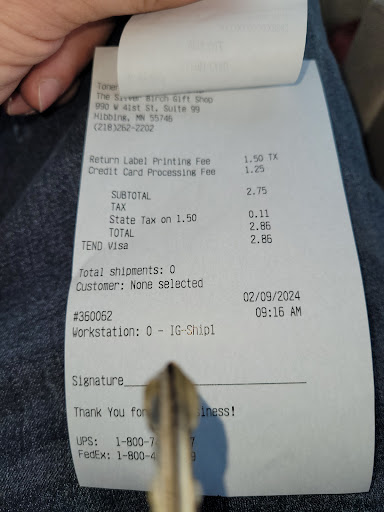 Toner
The Silver Birch Gift Shop
990 W 41st St, Suite 99
Hibbing, MN 55746
(218)262-2202
Return Label Printing Fee 1.50 TX
Credit Card Processing Fee 1.25
SUBTOTAL 2.75
TAX
State Tax on 1.50 0.11
TOTAL 2.86
TEND Visa 2.86
Total shipments: 0
Customer: None selected
02/09/2024
#360062 09:16 AM
Workstation: 0 - IG-Ship1
Signature
Thank You for
UPS: 1-800-7
FedEx: 1-800-4